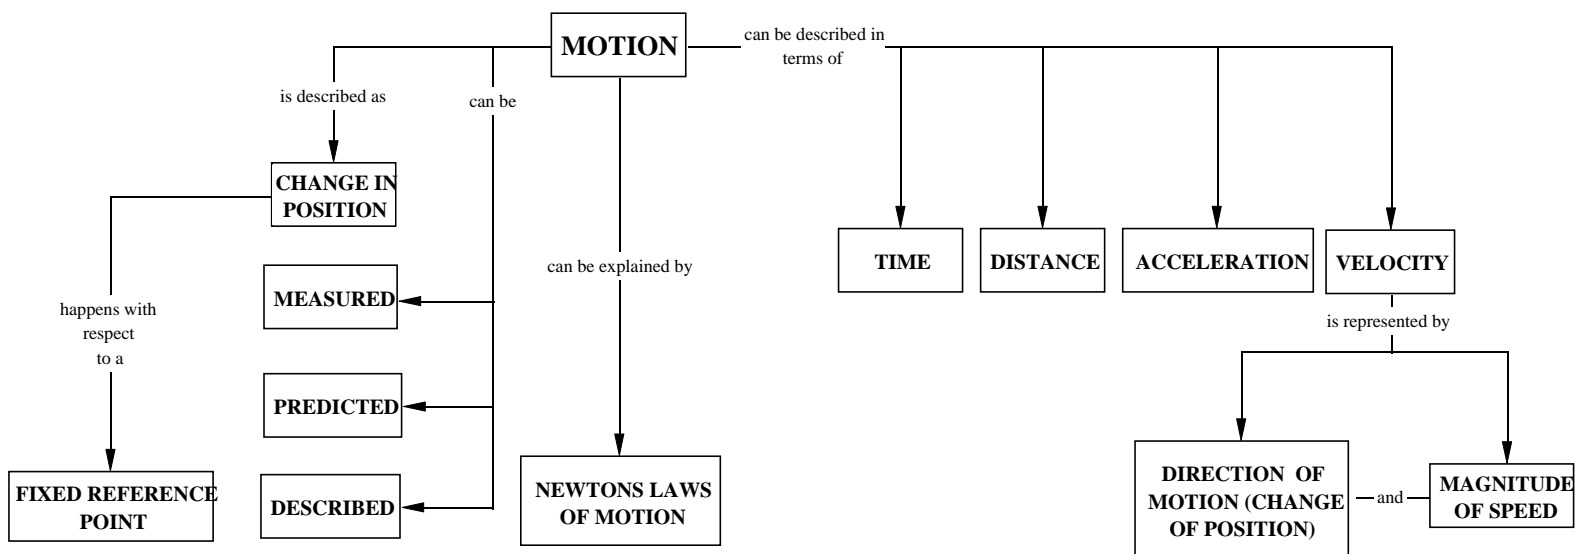 MOTION
can be described in
terms of
is described as
can be
CHANGE IN
POSITION
TIME
DISTANCE
ACCELERATION
VELOCITY
can be explained by
MEASURED
happens with
respect
to a
is represented by
PREDICTED
FIXED REFERENCE
POINT
DESCRIBED
NEWTONS LAWS
OF MOTION
DIRECTION OF
MOTION (CHANGE
OF POSITION)
and
MAGNITUDE
OF SPEED